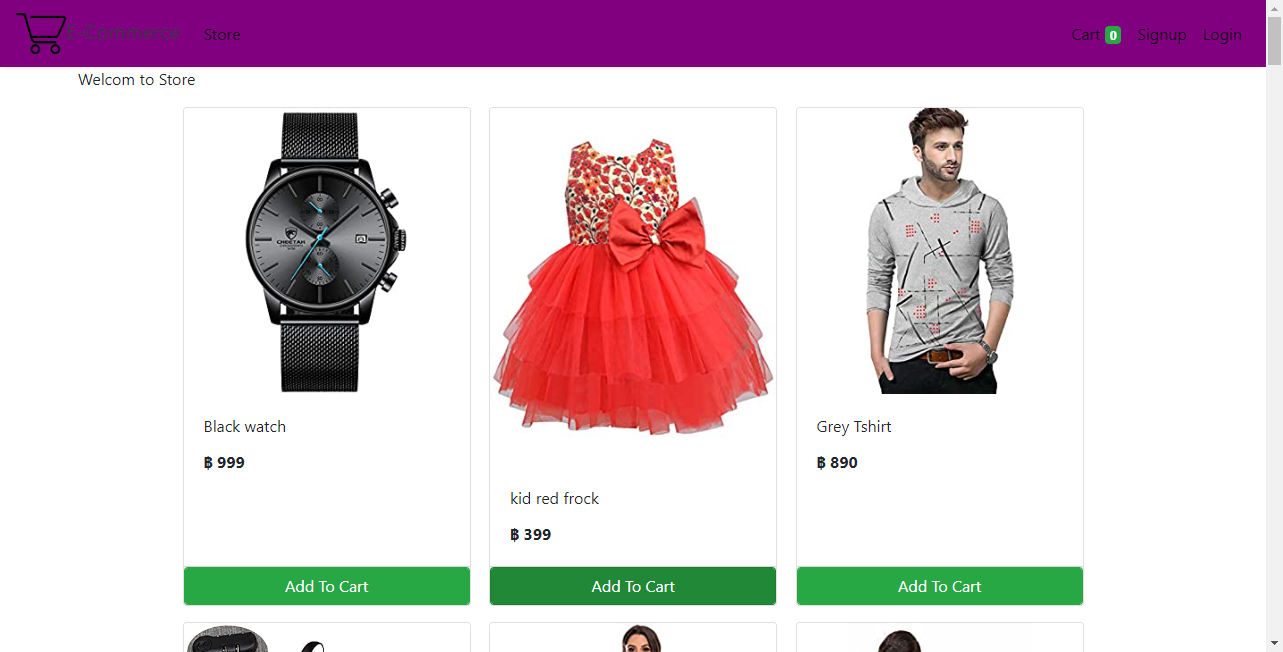 E-Commerce Store Cart 0 Signup Login
Welcom to Store
CHEETAH
Black watch
฿ 999
kid red frock
฿ 399
Grey Tshirt
฿ 890
Add To Cart
Add To Cart
Add To Cart